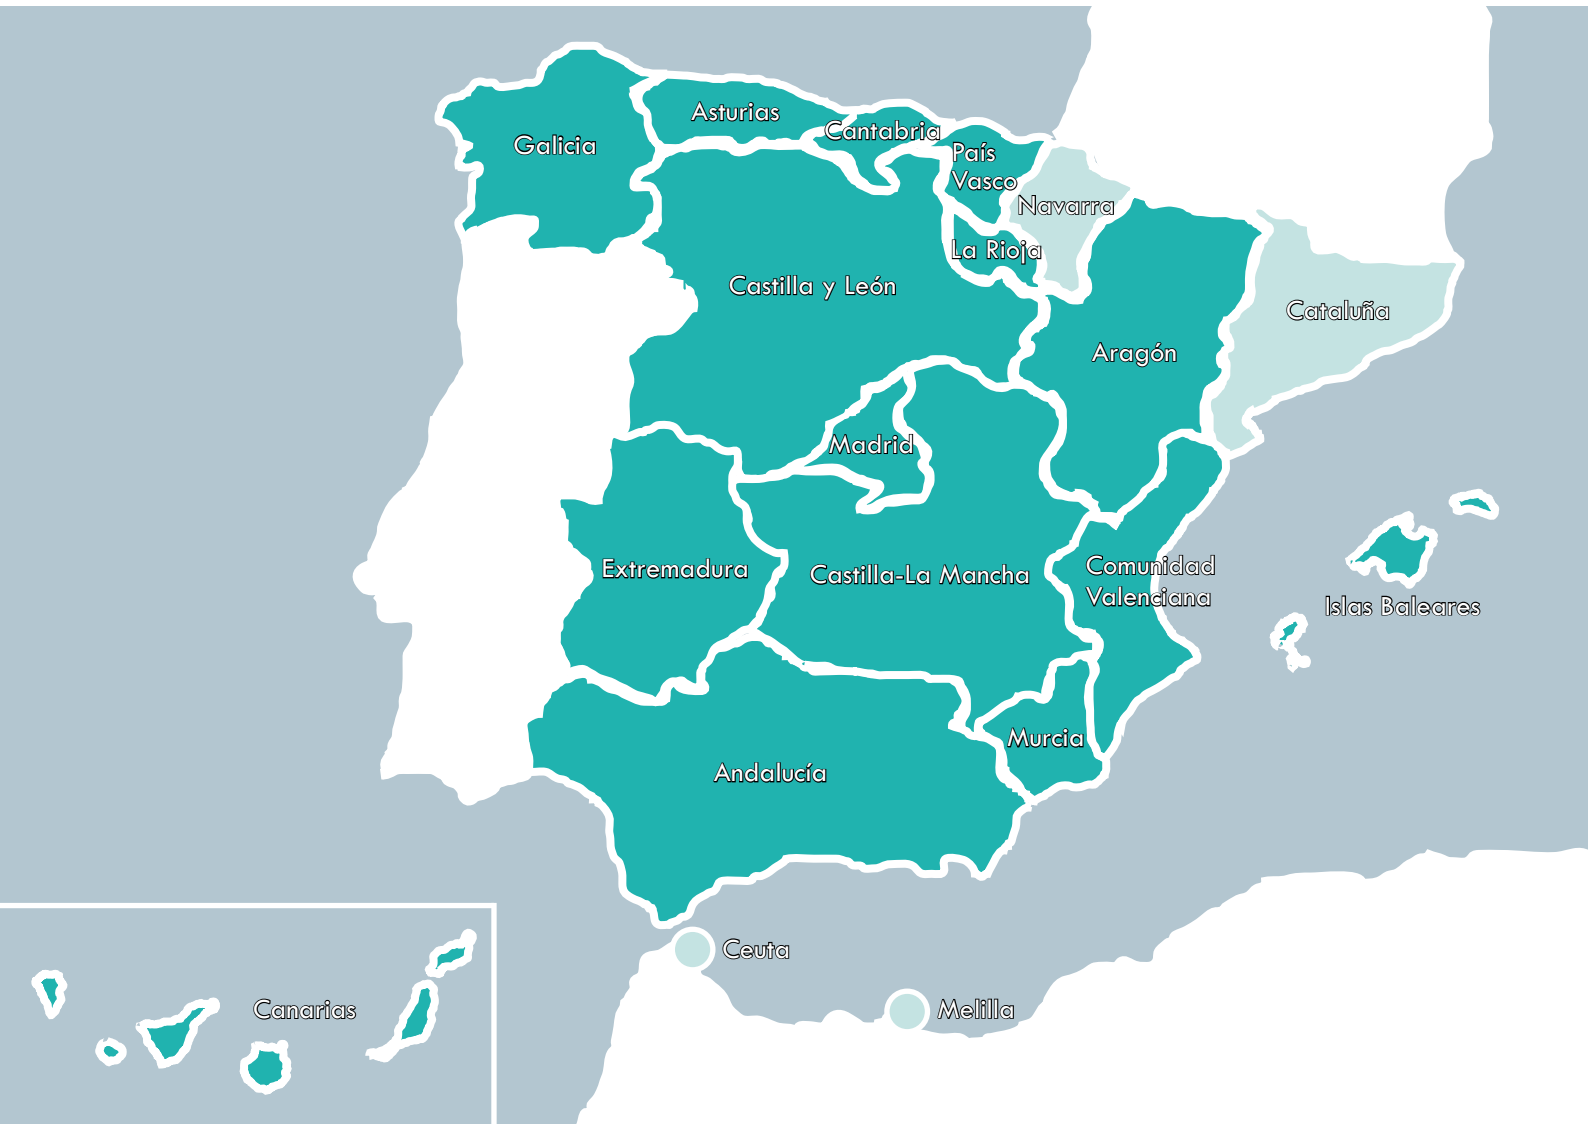 Asturias
Cantabria
Galicia
País
Vasco
Navarra
La Rioja
Castilla y León
Cataluña
Aragón
Madrid
Extremadura
Castilla-La Mancha
Comunidad
Valenciana
Islas Baleares
Murcia
Andalucía
Ceuta
Canarias
Melilla